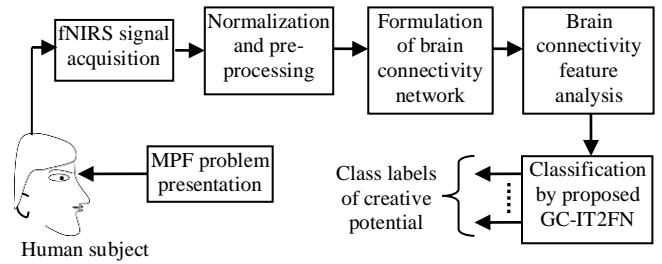 fNIRS signal
acquisition
Normalization
and pre-
processing
Formulation
of brain
connectivity
network
Brain
connectivity
feature
analysis
MPF problem
presentation
Human subject
Class labels
of creative
potential
Classification
by proposed
GC-IT2FN